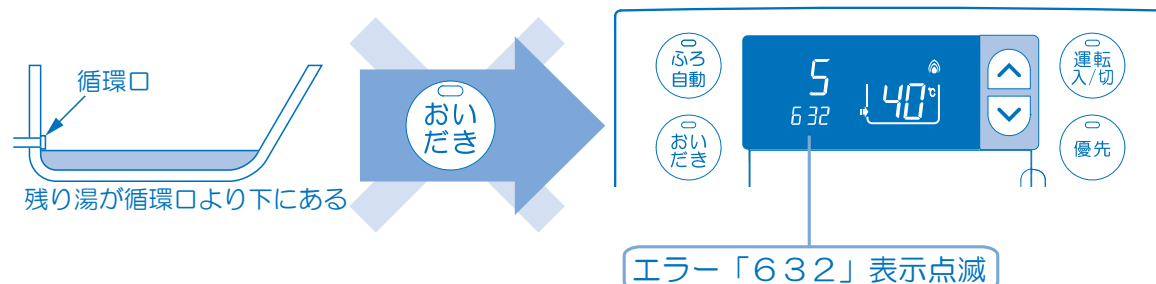 循環口
残り湯が循環口より下にある
おい
だき
ふろ
自動
おい
だき
5
632
40℃
運転
入/切
優先
エラー「632」表示点滅